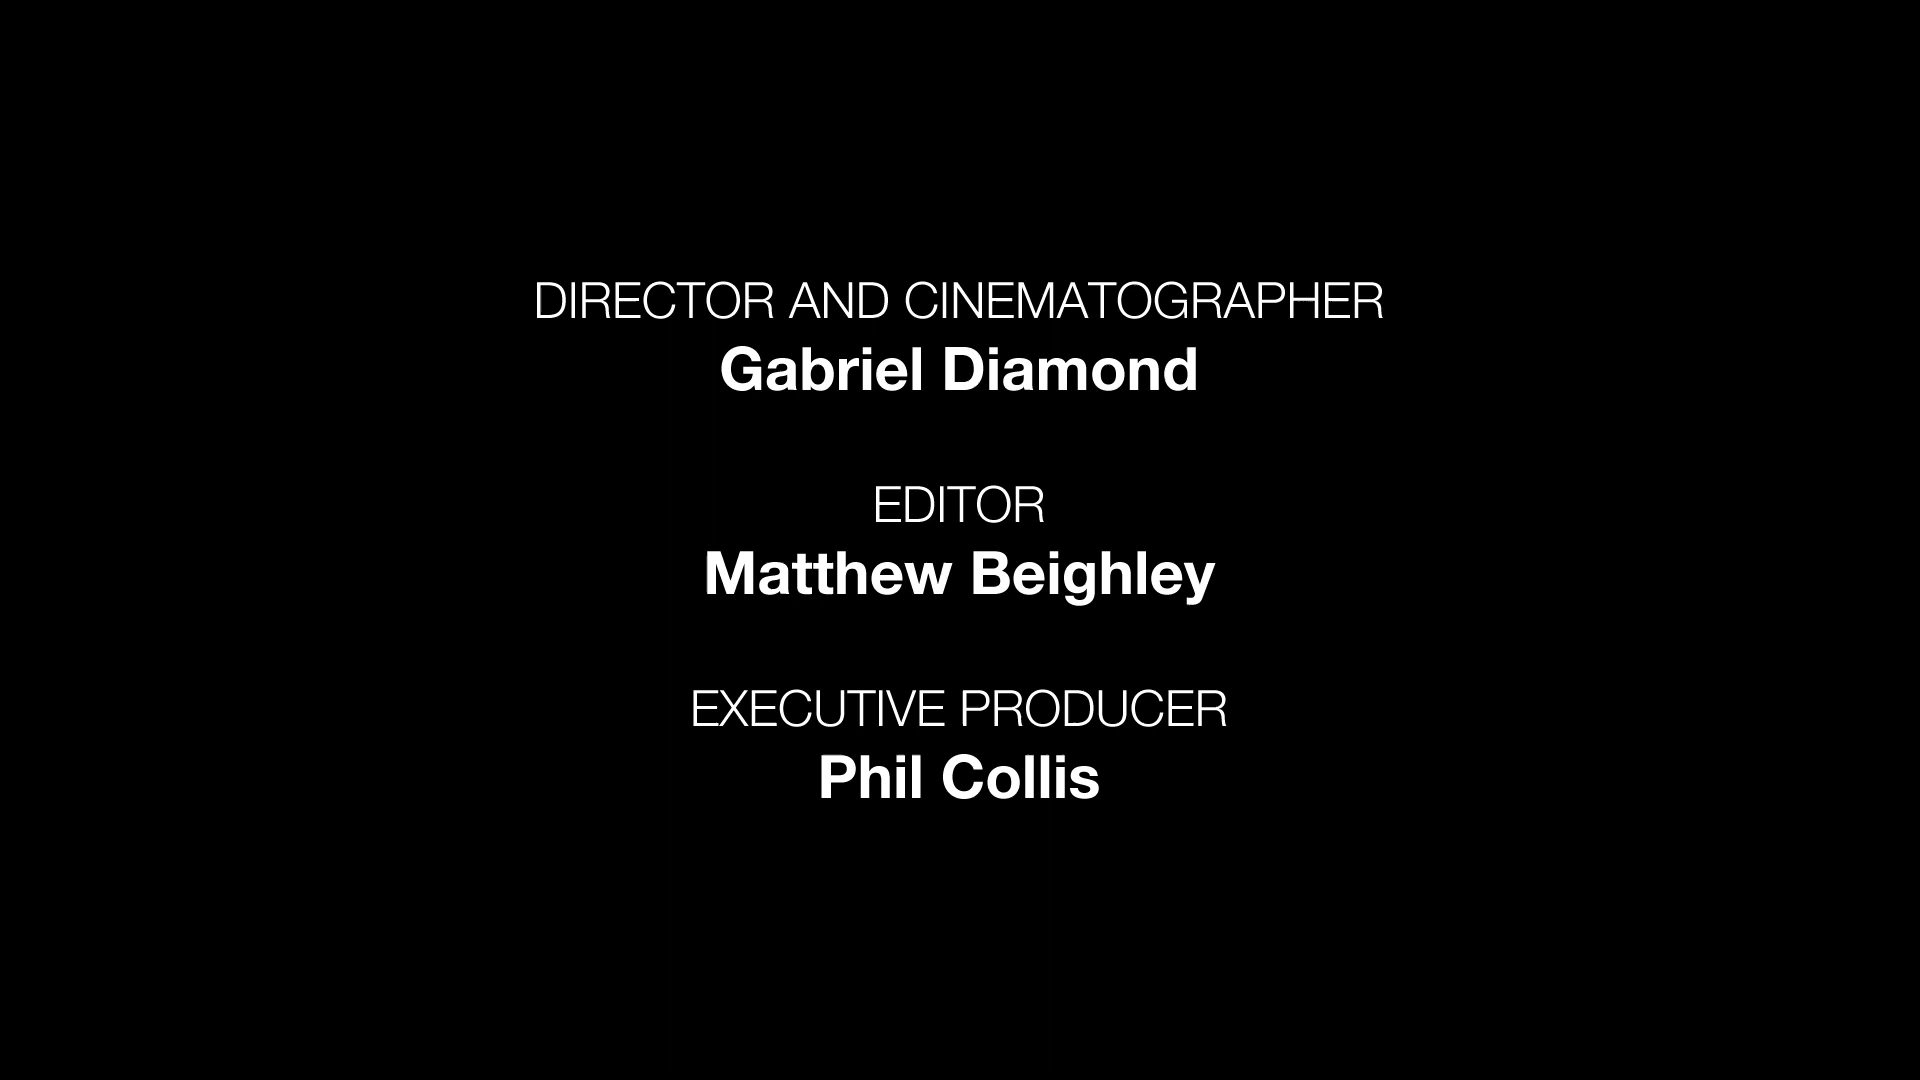 DIRECTOR AND CINEMATOGRAPHER
Gabriel Diamond
EDITOR
Matthew Beighley
EXECUTIVE PRODUCER
Phil Collis